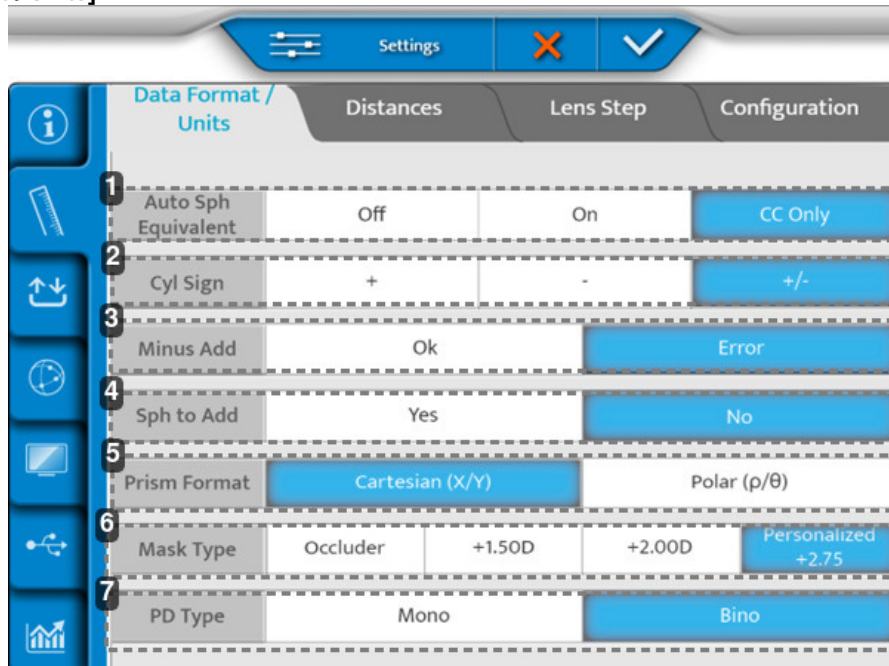 Settings
Data Format / Units
Distances
Lens Step
Configuration
1
Auto Sph Equivalent
Off
On
CC Only
2
Cyl Sign
+
-
+/-
3
Minus Add
Ok
Error
4
Sph to Add
Yes
No
5
Prism Format
Cartesian (X/Y)
Polar (ρ/θ)
6
Mask Type
Occluder
+1.50D
+2.00D
Personalized +2.75
7
PD Type
Mono
Bino